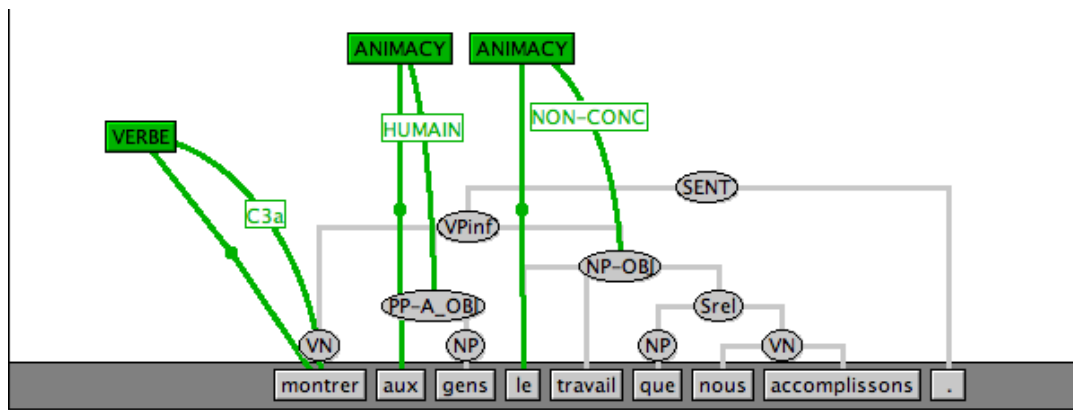 ANIMACY ANIMACY
HUMAIN NON-CONC
VERBE
SENT
C3a
VPinf
NP-OBJ
PP-A_OBJ Srel
VN NP NP VN
montrer aux gens le travail que nous accomplissons .